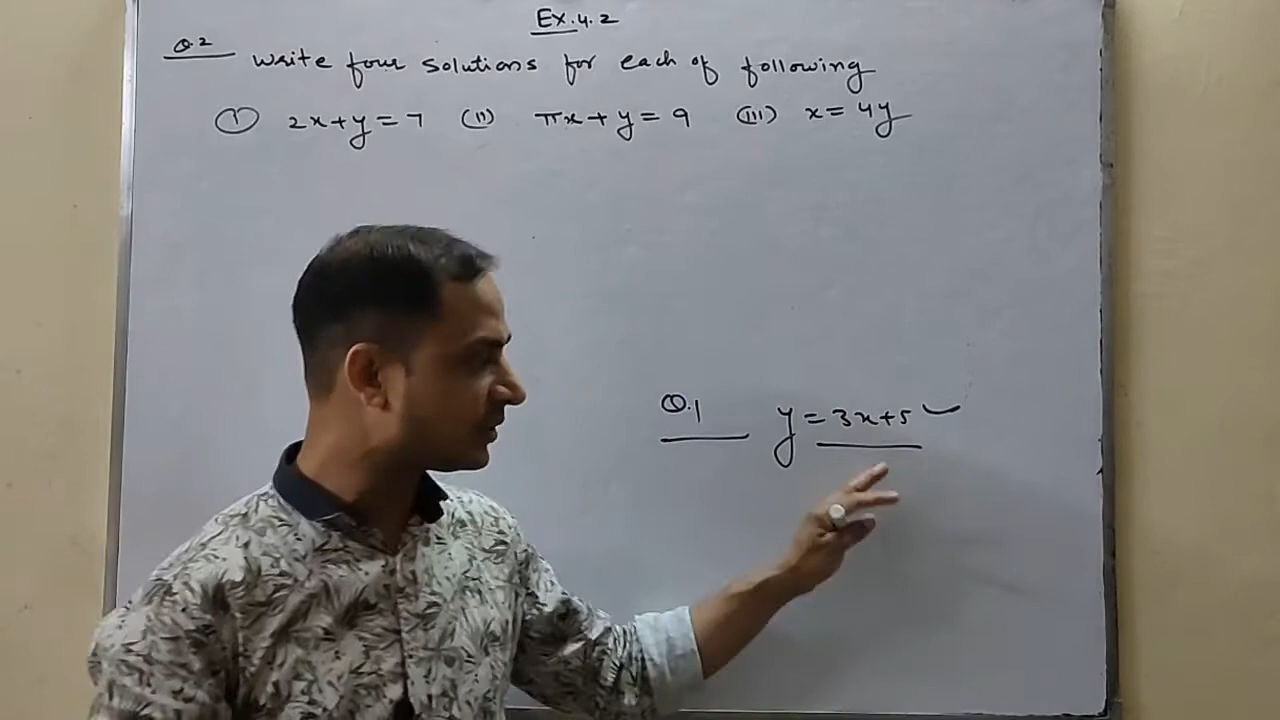 Ex.4.2
Q.2 Write four solutions for each of following
(i) 2x+y=7 (ii) πx+y=9 (iii) x=4y
Q.1 y=3x+5